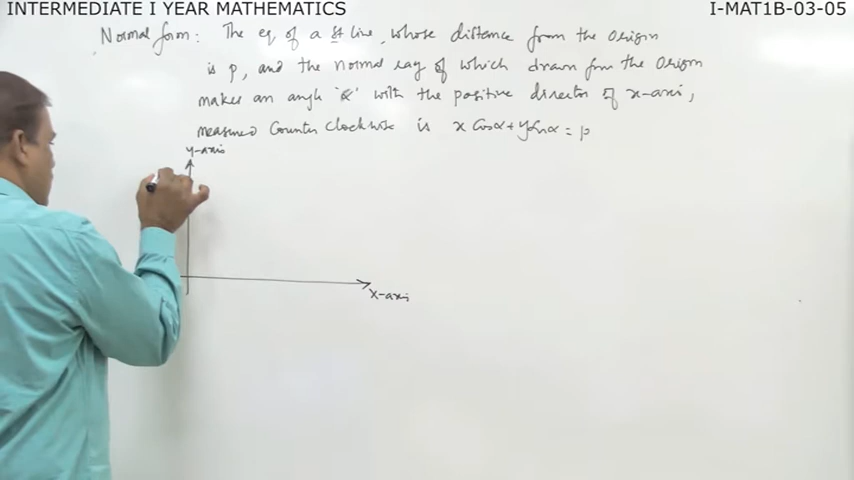 INTERMEDIATE I YEAR MATHEMATICS
I-MAT1B-03-05
Normal form: The eq of a st line, whose distance from the origin
is p, and the normal ray of which drawn from the origin
makes an angle 'α' with the positive direction of x-axis,
measured Counter Clockwise is x Cosα + y Sinα = p
y-axis
x-axis